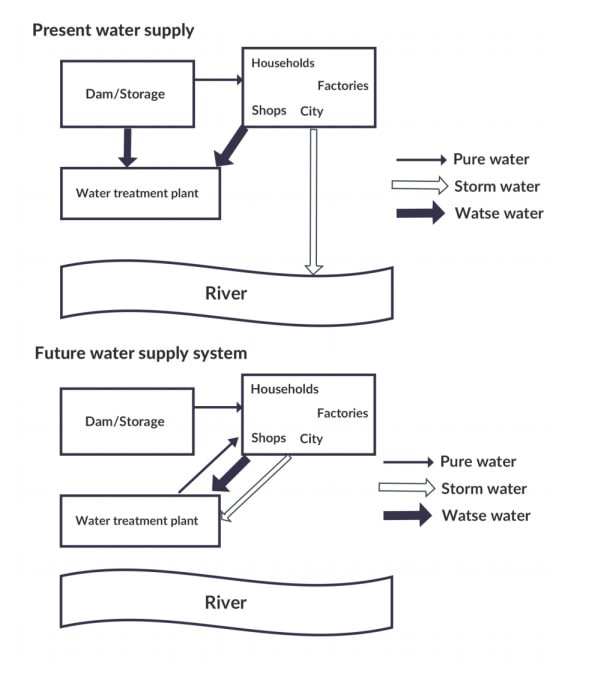 Present water supply
Households
Factories
Dam/Storage
Shops City
Pure water
Storm water
Watse water
Water treatment plant
River
Future water supply system
Households
Factories
Dam/Storage
Shops City
Pure water
Storm water
Watse water
Water treatment plant
River